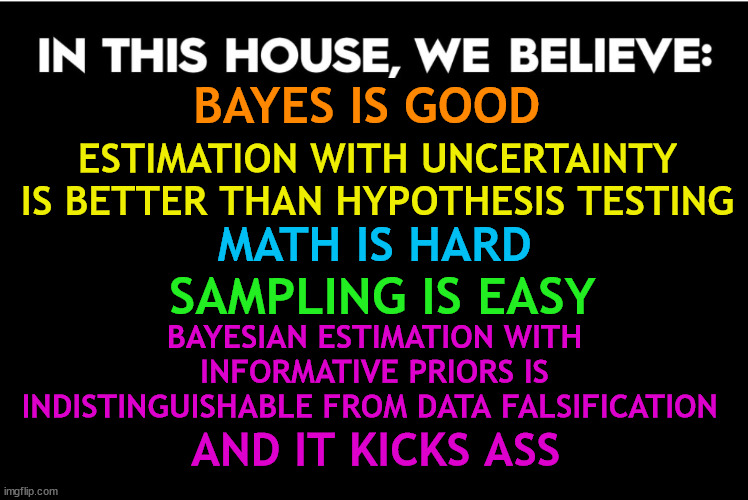 IN THIS HOUSE, WE BELIEVE:
BAYES IS GOOD
ESTIMATION WITH UNCERTAINTY
IS BETTER THAN HYPOTHESIS TESTING
MATH IS HARD
SAMPLING IS EASY
BAYESIAN ESTIMATION WITH
INFORMATIVE PRIORS IS
INDISTINGUISHABLE FROM DATA FALSIFICATION
AND IT KICKS ASS
imgflip.com